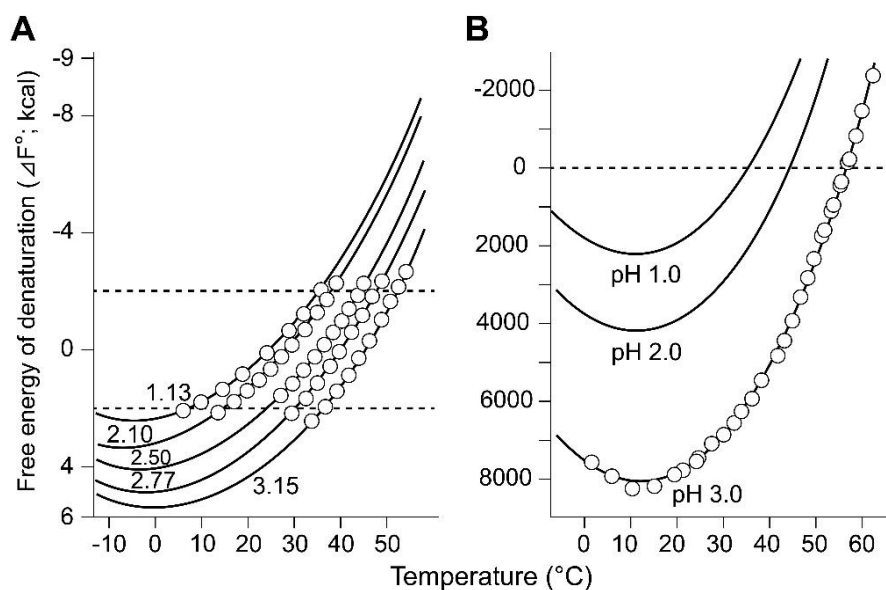 A
B
Free energy of denaturation (⊿F°; kcal)
-9
-8
-4
0
4
6
1.13
2.10
2.50
2.77
3.15
-10 0 10 20 30 40 50
-2000
0
2000
4000
6000
8000
pH 1.0
pH 2.0
pH 3.0
0 10 20 30 40 50 60
Temperature (°C)